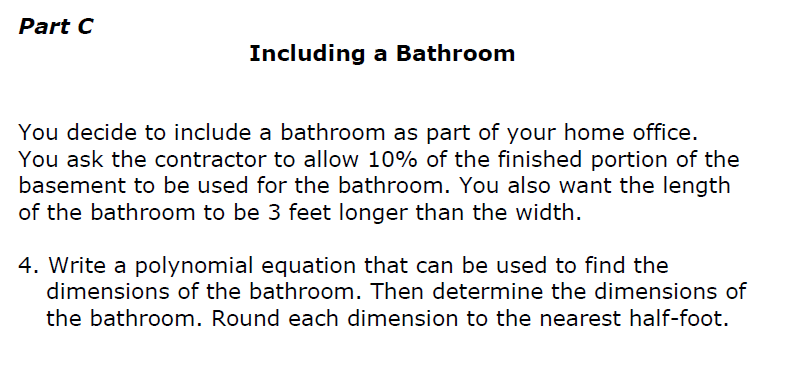 Part C
Including a Bathroom
You decide to include a bathroom as part of your home office.
You ask the contractor to allow 10% of the finished portion of the
basement to be used for the bathroom. You also want the length
of the bathroom to be 3 feet longer than the width.
4. Write a polynomial equation that can be used to find the
dimensions of the bathroom. Then determine the dimensions of
the bathroom. Round each dimension to the nearest half-foot.